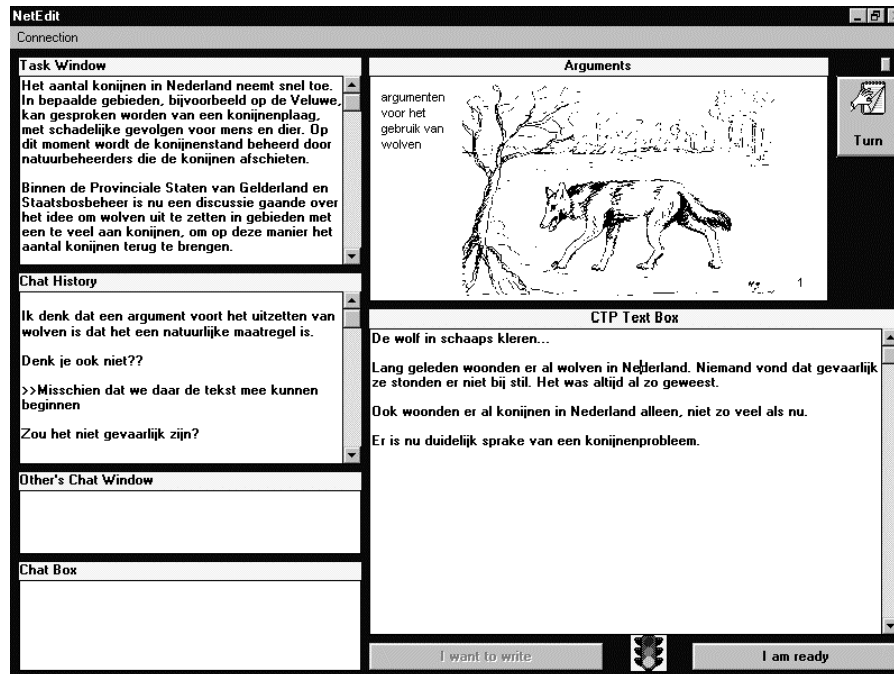 NetEdit
Connection
Task Window
Het aantal konijnen in Nederland neemt snel toe.
In bepaalde gebieden, bijvoorbeeld op de Veluwe,
kan gesproken worden van een konijnenplaag,
met schadelijke gevolgen voor mens en dier. Op
dit moment wordt de konijnenstand beheerd door
natuurbeheerders die de konijnen afschieten.
Binnen de Provinciale Staten van Gelderland en
Staatsbosbeheer is nu een discussie gaande over
het idee om wolven uit te zetten in gebieden met
een te veel aan konijnen, om op deze manier het
aantal konijnen terug te brengen.
Chat History
Ik denk dat een argument voort het uitzetten van
wolven is dat het een natuurlijke maatregel is.
Denk je ook niet??
>>Misschien dat we daar de tekst mee kunnen
beginnen
Zou het niet gevaarlijk zijn?
Other's Chat Window
Chat Box
Arguments
argumenten
voor het
gebruik van
wolven
1
Turn
CTP Text Box
De wolf in schaaps kleren...
Lang geleden woonden er al wolven in Nederland. Niemand vond dat gevaarlijk
ze stonden er niet bij stil. Het was altijd al zo geweest.
Ook woonden er al konijnen in Nederland alleen, niet zo veel als nu.
Er is nu duidelijk sprake van een konijnenprobleem.
I want to write
I am ready